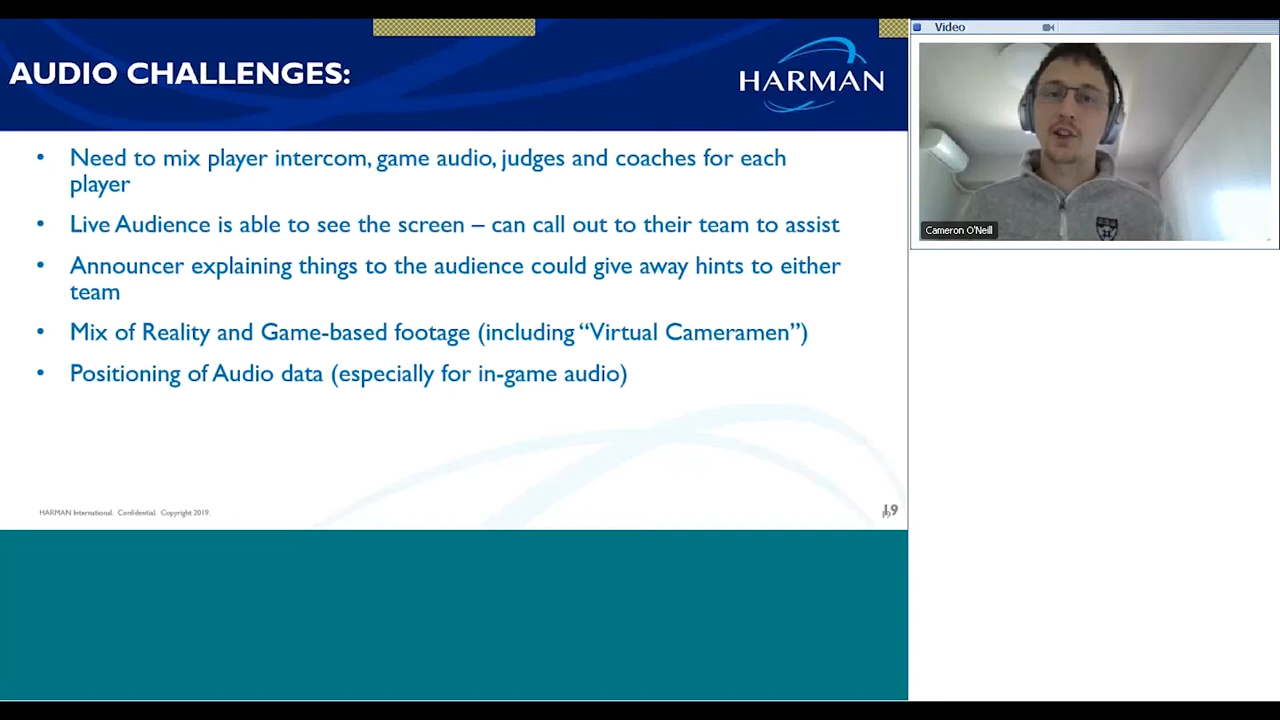 AUDIO CHALLENGES:
HARMAN
• Need to mix player intercom, game audio, judges and coaches for each
player
• Live Audience is able to see the screen – can call out to their team to assist
• Announcer explaining things to the audience could give away hints to either
team
• Mix of Reality and Game-based footage (including “Virtual Cameramen”)
• Positioning of Audio data (especially for in-game audio)
HARMAN International. Confidential. Copyright 2019.
19
Video
Cameron O'Neill